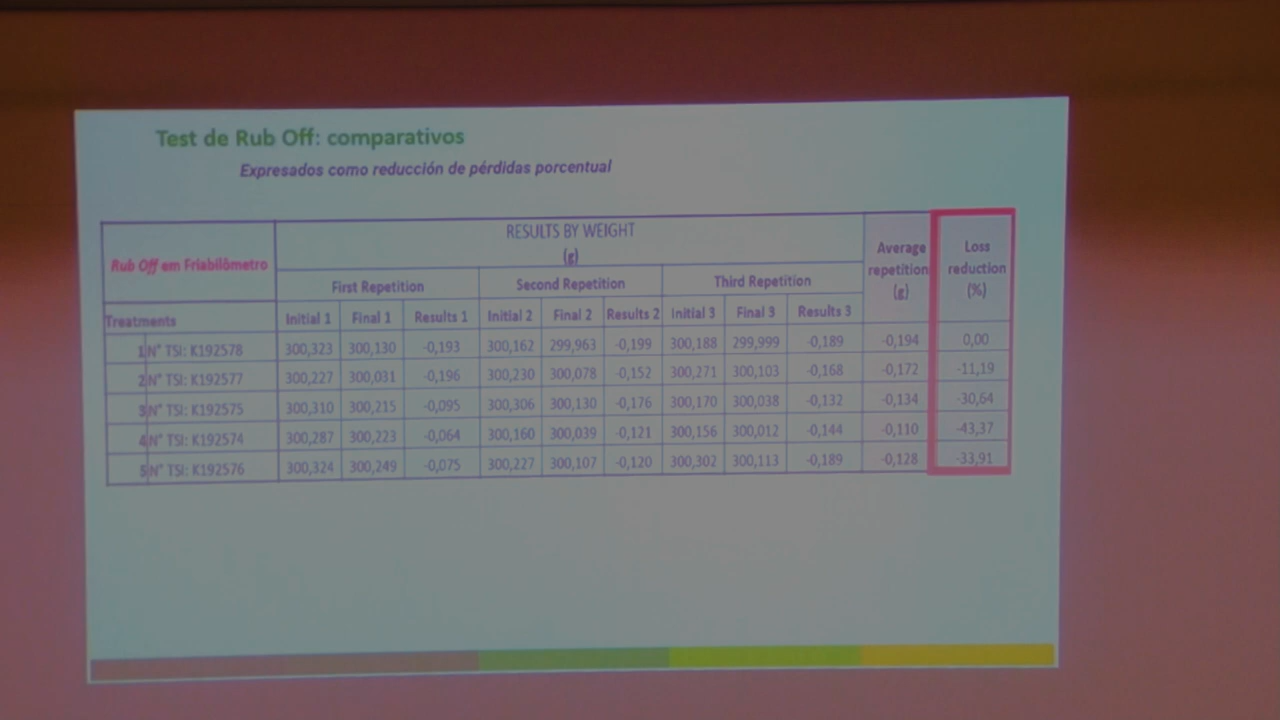 Test de Rub Off: comparativos
Expresados como reducción de pérdidas porcentual
Rub Off em Friabilômetro
RESULTS BY WEIGHT
(g)
Average repetition (g)
Loss reduction (%)
First Repetition Second Repetition Third Repetition
Treatments Initial 1 Final 1 Results 1 Initial 2 Final 2 Results 2 Initial 3 Final 3 Results 3
1 N° TSI: K192578 300,323 300,130 -0,193 300,162 299,963 -0,199 300,188 299,999 -0,189 -0,194 0,00
2 N° TSI: K192577 300,227 300,031 -0,196 300,230 300,078 -0,152 300,271 300,103 -0,168 -0,172 -11,19
3 N° TSI: K192575 300,310 300,215 -0,095 300,306 300,130 -0,176 300,170 300,038 -0,132 -0,134 -30,64
4 N° TSI: K192574 300,287 300,223 -0,064 300,160 300,039 -0,121 300,156 300,012 -0,144 -0,110 -43,37
5 N° TSI: K192576 300,324 300,249 -0,075 300,227 300,107 -0,120 300,302 300,113 -0,189 -0,128 -33,91